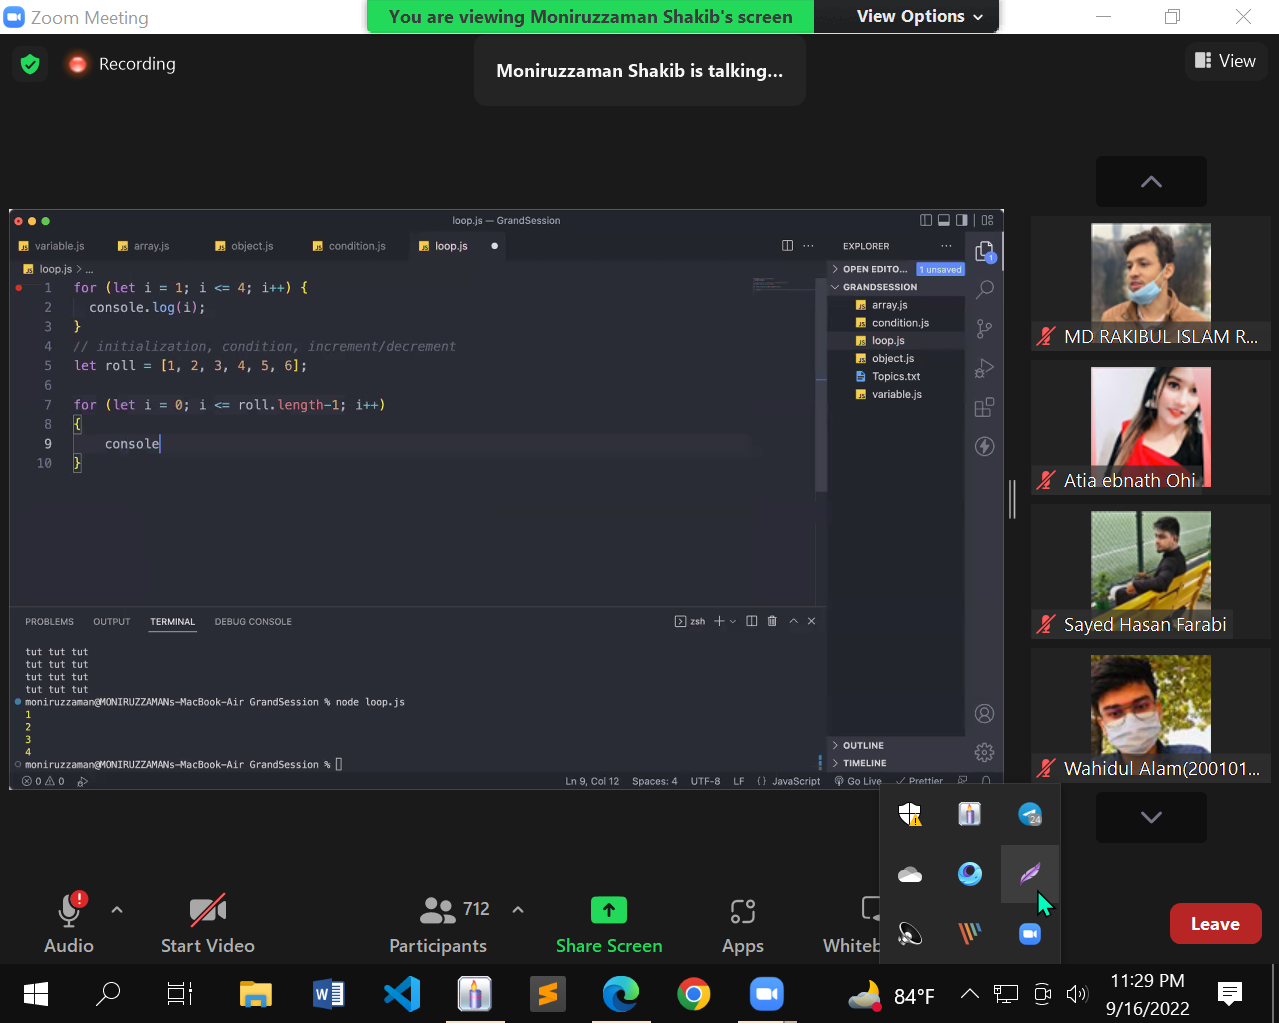 Zoom Meeting
You are viewing Moniruzzaman Shakib's screen
View Options
Recording
Moniruzzaman Shakib is talking...
View
loop.js — GrandSession
variable.js
array.js
object.js
condition.js
loop.js
loop.js > ...
1 for (let i = 1; i <= 4; i++) {
2 console.log(i);
3 }
4 // initialization, condition, increment/decrement
5 let roll = [1, 2, 3, 4, 5, 6];
6
7 for (let i = 0; i <= roll.length-1; i++)
8 {
9 console
10 }
EXPLORER
OPEN EDITO... 1 unsaved
GRANDSESSION
array.js
condition.js
loop.js
object.js
Topics.txt
variable.js
OUTLINE
TIMELINE
1
PROBLEMS OUTPUT TERMINAL DEBUG CONSOLE
zsh
tut tut tut
tut tut tut
tut tut tut
tut tut tut
moniruzzaman@MONIRUZZAMANs-MacBook-Air GrandSession % node loop.js
1
2
3
4
moniruzzaman@MONIRUZZAMANs-MacBook-Air GrandSession %
0 0 Ln 9, Col 12 Spaces: 4 UTF-8 LF {} JavaScript Go Live Prettier
MD RAKIBUL ISLAM R...
Atia ebnath Ohi
Sayed Hasan Farabi
Wahidul Alam(200101...
24
Audio
Start Video
712
Participants
Share Screen
Apps
Whiteb
Leave
84°F
11:29 PM
9/16/2022